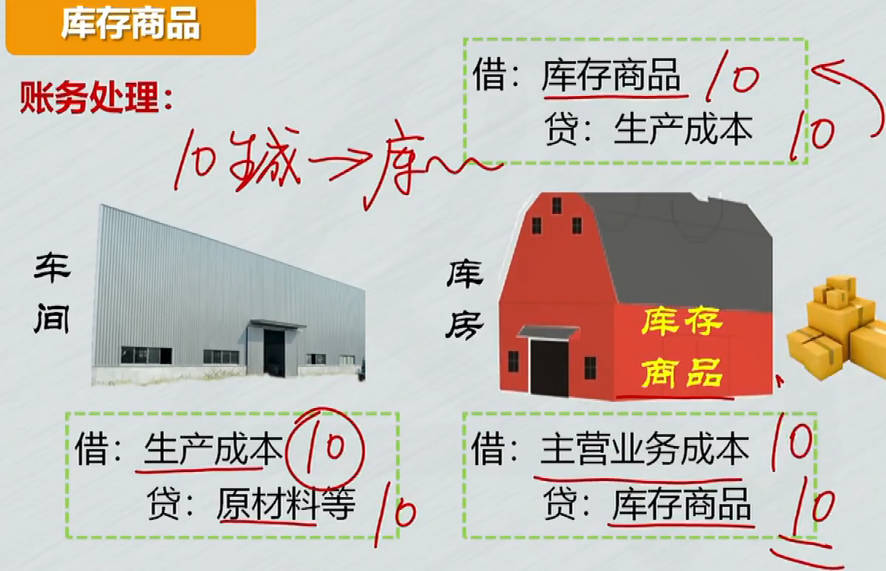 库存商品
账务处理：
借：库存商品 10
贷：生产成本 10
10 → 库
车间
库房
库存
商品
借：生产成本 10
贷：原材料等 10
借：主营业务成本 10
贷：库存商品 10